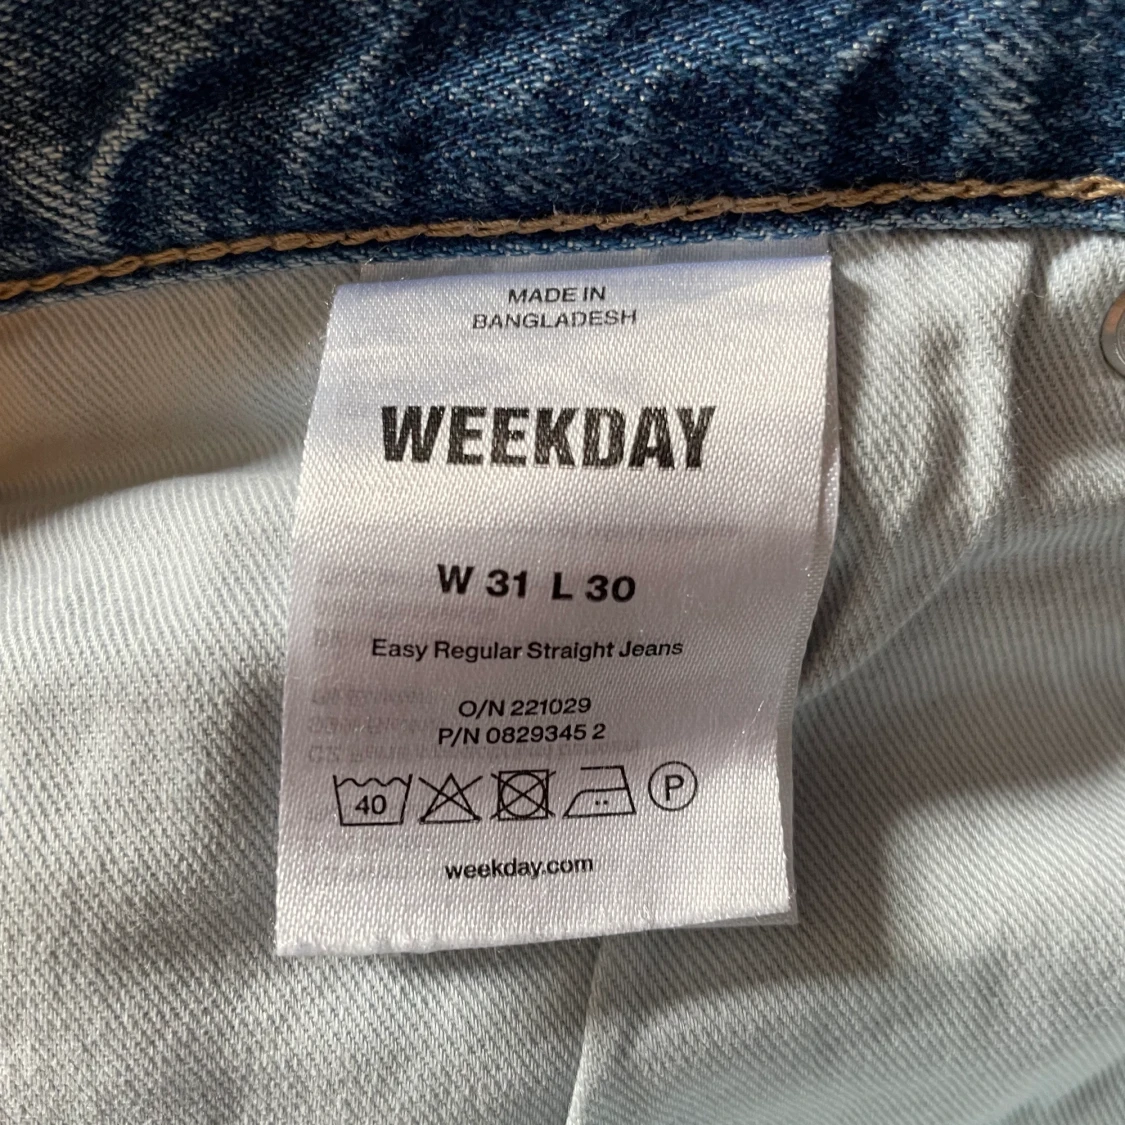 MADE IN
BANGLADESH
WEEKDAY
W 31 L 30
Easy Regular Straight Jeans
O/N 221029
P/N 0829345 2
40 P
weekday.com